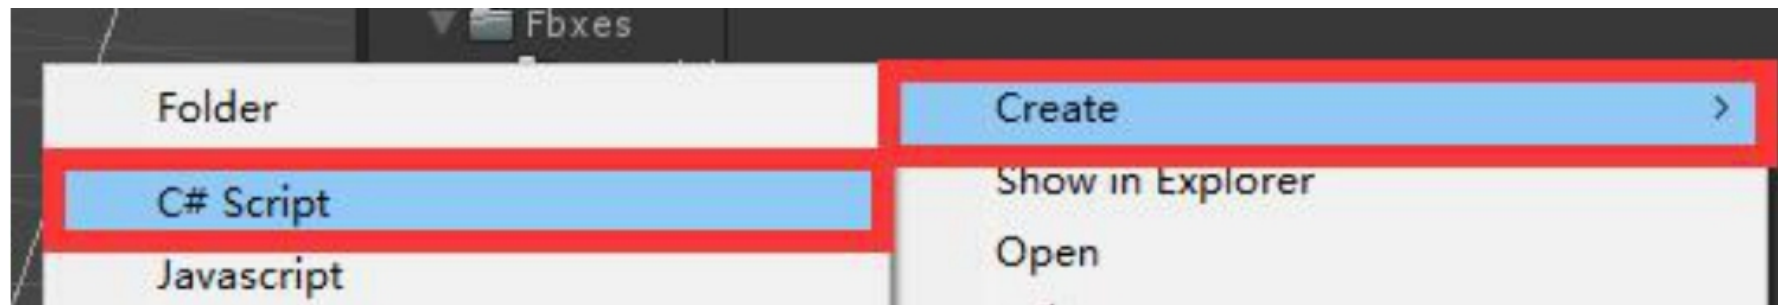 Fbxes
Folder
Create
C# Script
Show in Explorer
Javascript
Open